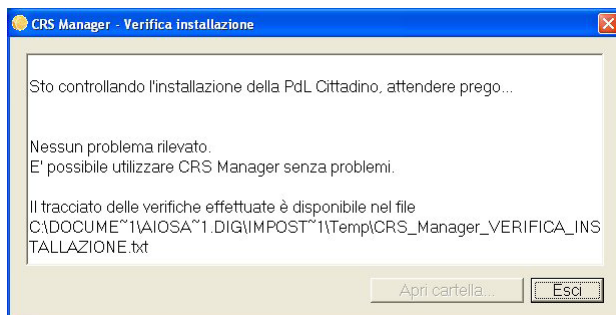 CRS Manager - Verifica installazione
Sto controllando l'installazione della PdL Cittadino, attendere prego...
Nessun problema rilevato.
E' possibile utilizzare CRS Manager senza problemi.
Il tracciato delle verifiche effettuate è disponibile nel file
C:\DOCUME~1\AIOSA~1.DIG\IMPOST~1\Temp\CRS_Manager_VERIFICA_INS
TALLAZIONE.txt
Apri cartella...
Esci